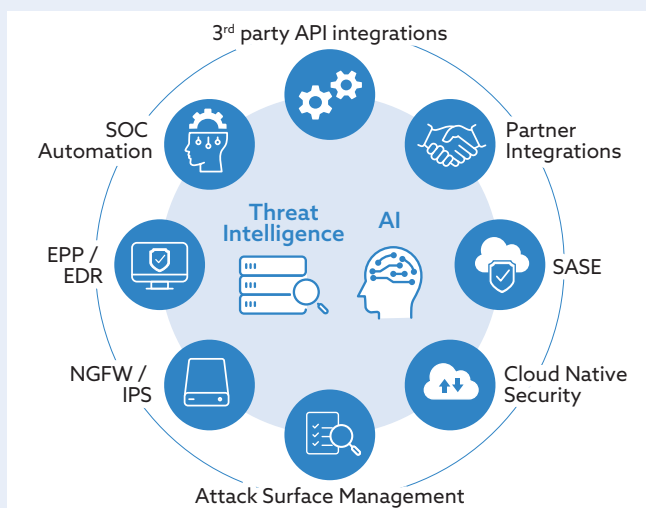 3rd party API integrations
SOC
Automation
Partner
Integrations
Threat
Intelligence
AI
EPP /
EDR
SASE
NGFW /
IPS
Cloud Native
Security
Attack Surface Management